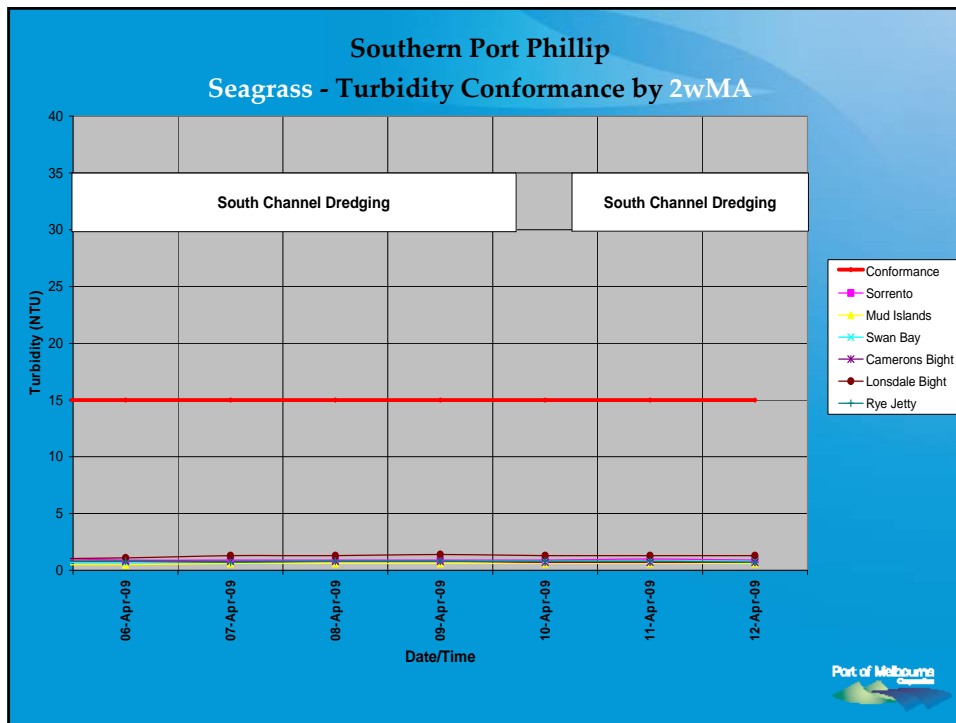 Southern Port Phillip
Seagrass - Turbidity Conformance by 2wMA
40
35
30
25
20
15
10
5
0
Turbidity (NTU)
South Channel Dredging
South Channel Dredging
06-Apr-09
07-Apr-09
08-Apr-09
09-Apr-09
10-Apr-09
11-Apr-09
12-Apr-09
Date/Time
Conformance
Sorrento
Mud Islands
Swan Bay
Camerons Bight
Lonsdale Bight
Rye Jetty
Port of Melbourne
Corporation